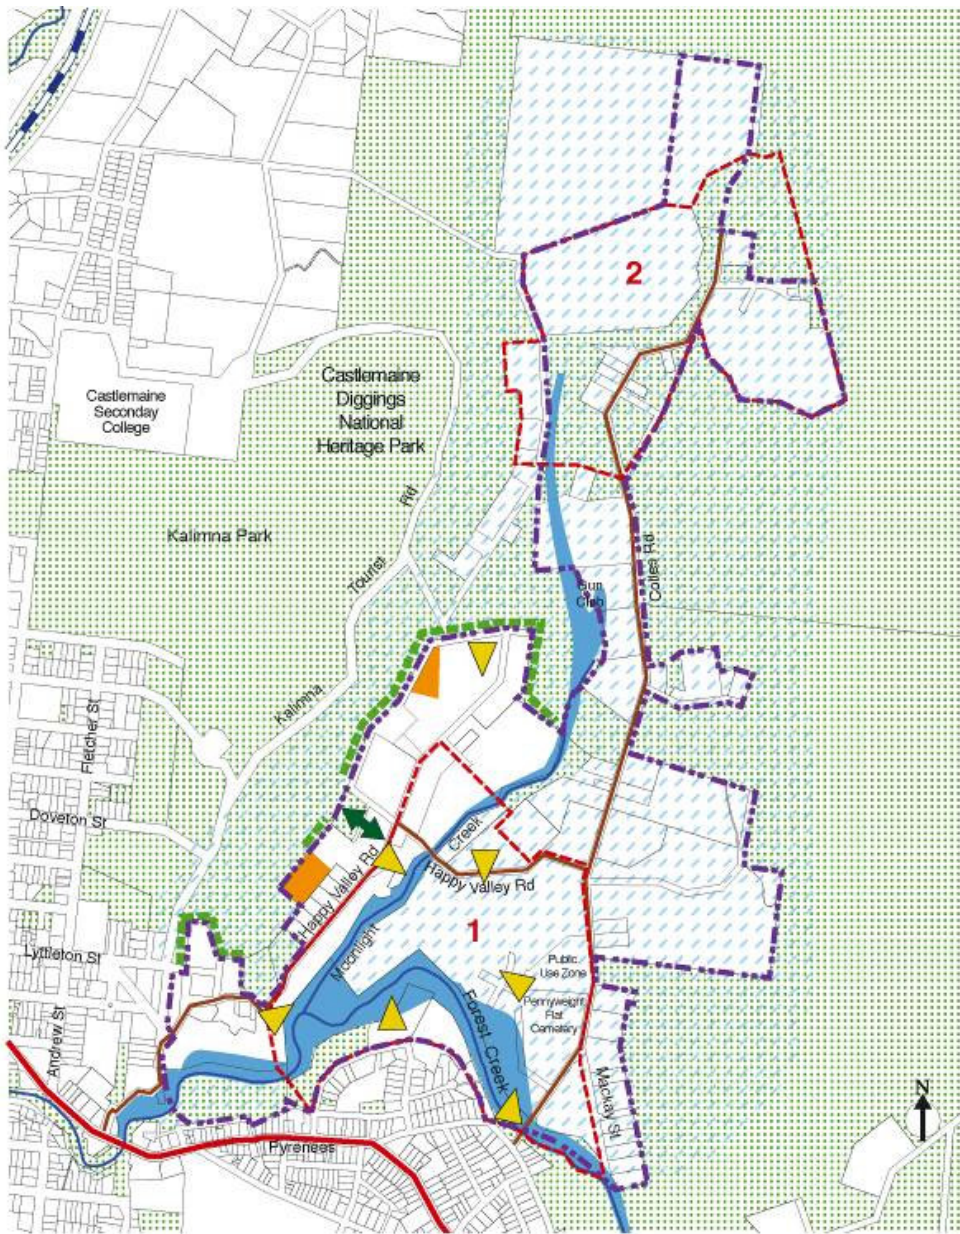 2
Castlemaine
Diggings
National
Heritage Park
Castlemaine
Seconday
College
Rd
Kalimna Park
Colles Rd
Tourist
Gun
Club
Kalimna
Fletcher St
Doveton St
Creek
Happy Valley Rd
Happy Valley Rd
1
Moonlight
Lyttleton St
Public
Use Zone
Pennyweight
Flat
Cemetary
Forest Creek
Andrew St
Mackay St
N
Pyrenees